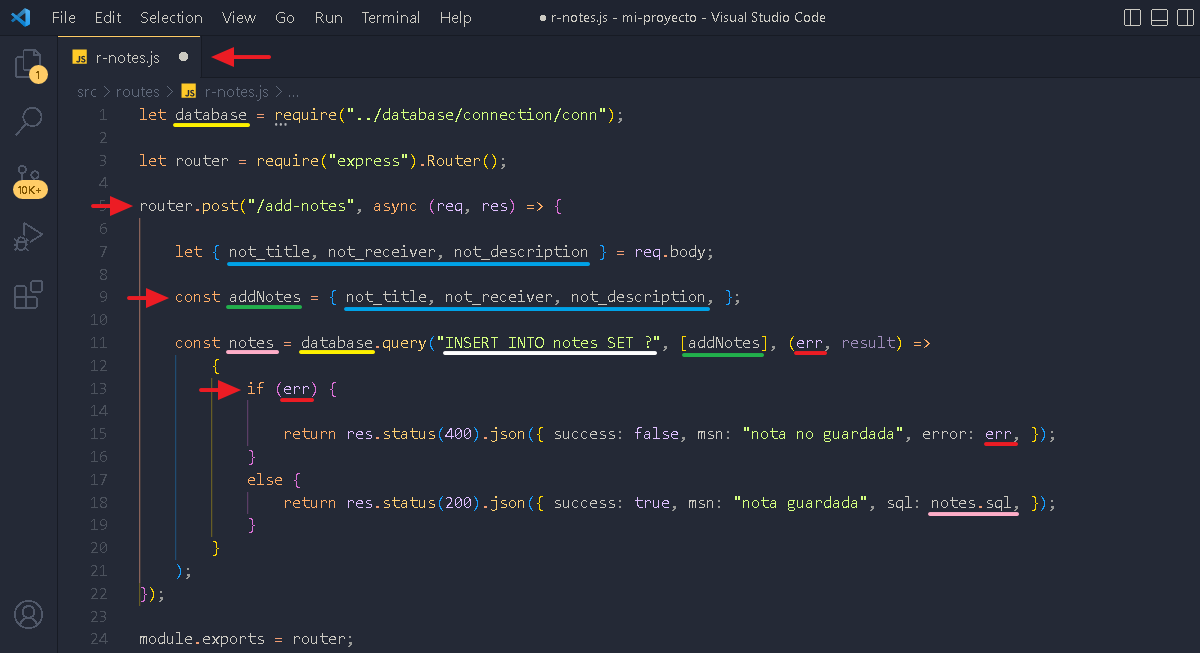 File Edit Selection View Go Run Terminal Help ● r-notes.js - mi-proyecto - Visual Studio Code
JS r-notes.js ●
1
src > routes > JS r-notes.js > ...
1 let database = require("../database/connection/conn");
2
3 let router = require("express").Router();
4
10K+
5 router.post("/add-notes", async (req, res) => {
6
7 let { not_title, not_receiver, not_description } = req.body;
8
9 const addNotes = { not_title, not_receiver, not_description, };
10
11 const notes = database.query("INSERT INTO notes SET ?", [addNotes], (err, result) =>
12 {
13 if (err) {
14
15 return res.status(400).json({ success: false, msn: "nota no guardada", error: err, });
16 }
17 else {
18 return res.status(200).json({ success: true, msn: "nota guardada", sql: notes.sql, });
19 }
20 }
21 );
22 });
23
24 module.exports = router;